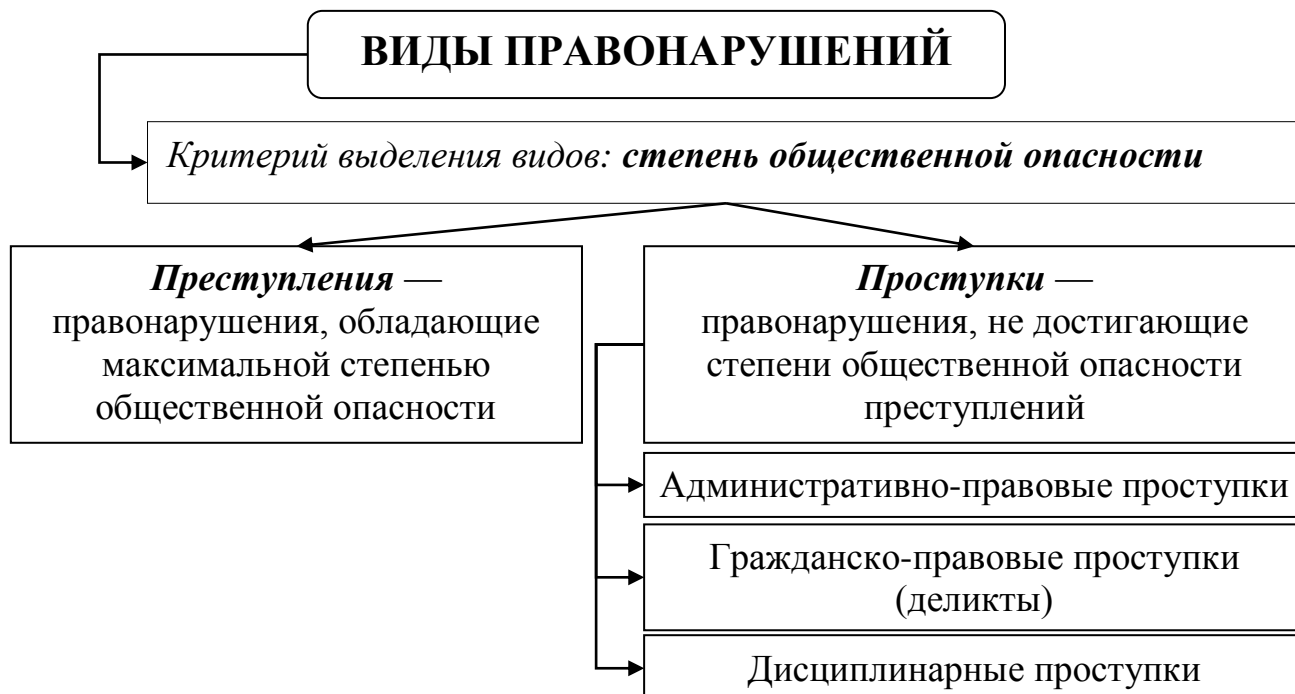 ВИДЫ ПРАВОНАРУШЕНИЙ
Критерий выделения видов: степень общественной опасности
Преступления —
правонарушения, обладающие
максимальной степенью
общественной опасности
Проступки —
правонарушения, не достигающие
степени общественной опасности
преступлений
Административно-правовые проступки
Гражданско-правовые проступки
(деликты)
Дисциплинарные проступки